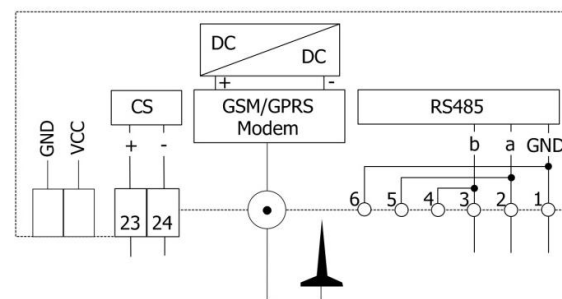 DC
DC
+ -
CS
GSM/GPRS
Modem
RS485
GND
VCC
+ -
b a GND
6 5 4 3 2 1
23 24